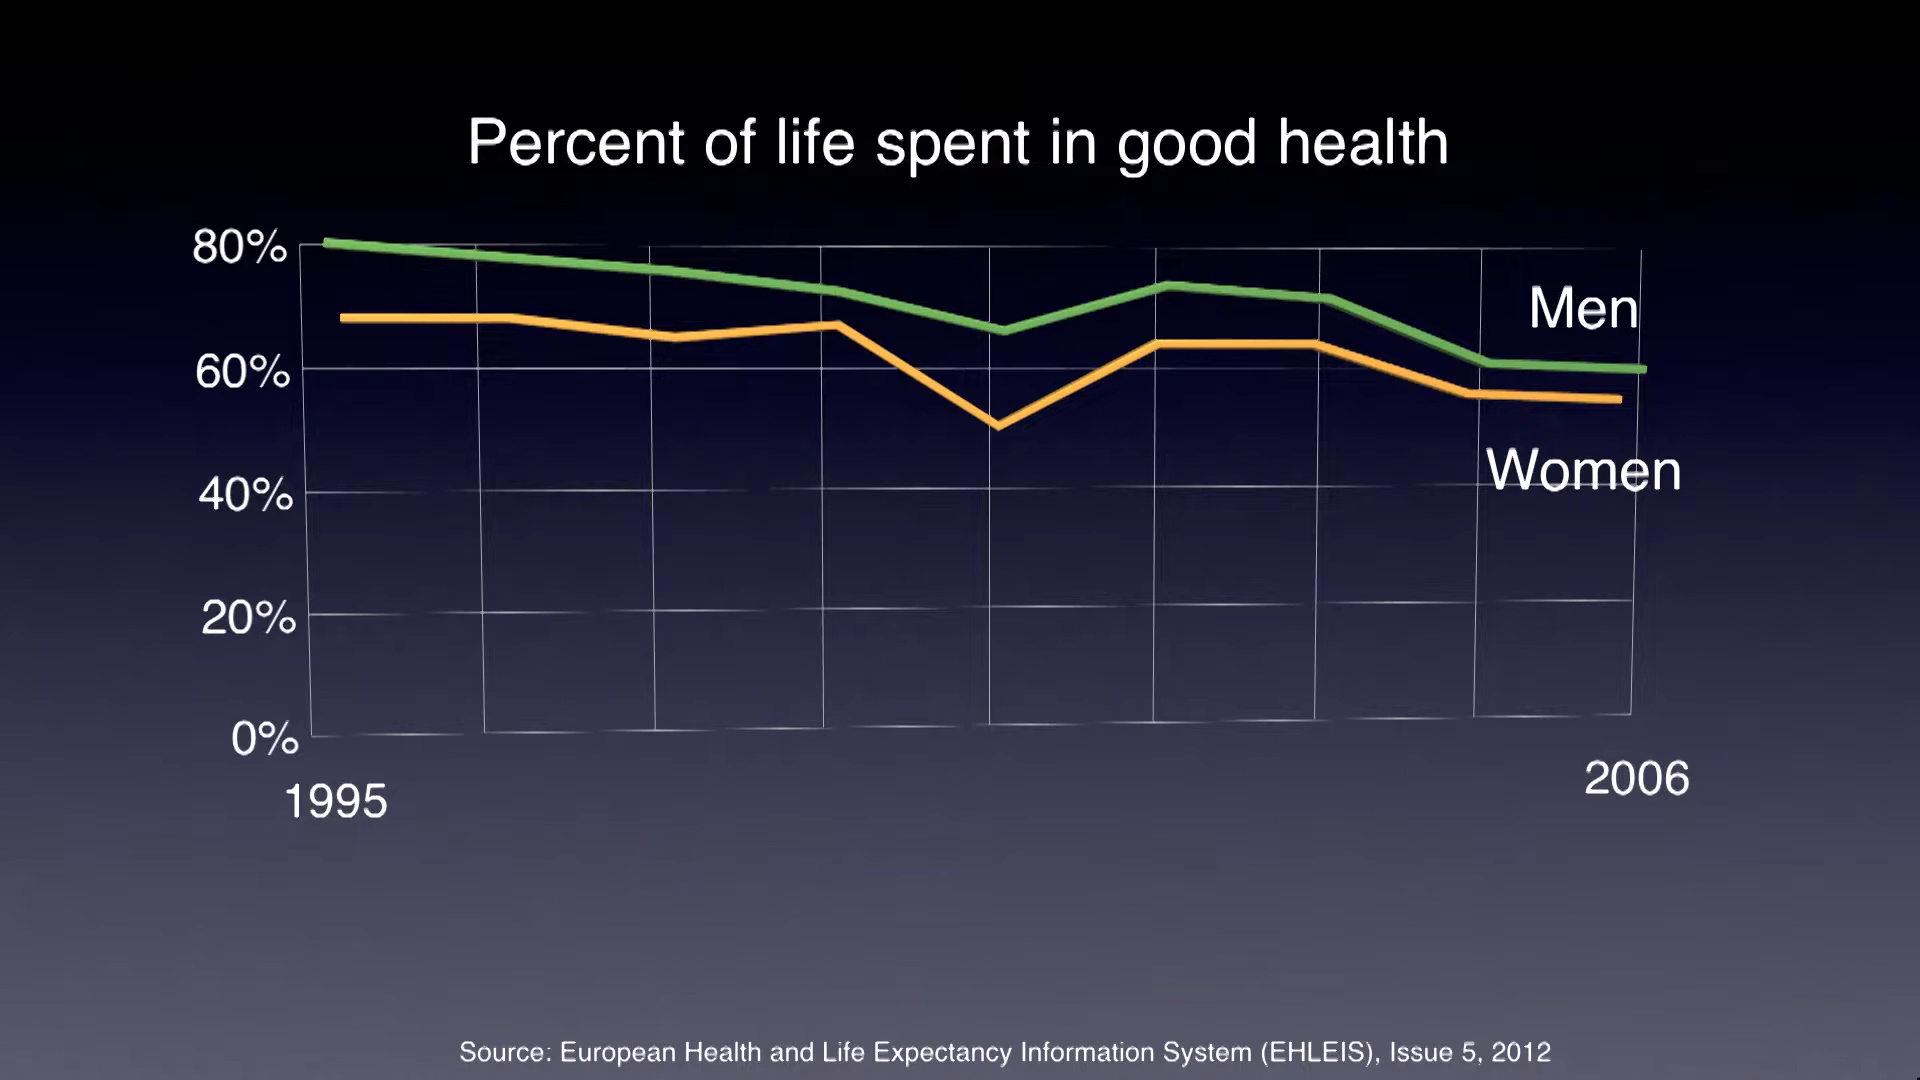 Percent of life spent in good health
80%
60%
40%
20%
0%
Men
Women
1995
2006
Source: European Health and Life Expectancy Information System (EHLEIS), Issue 5, 2012